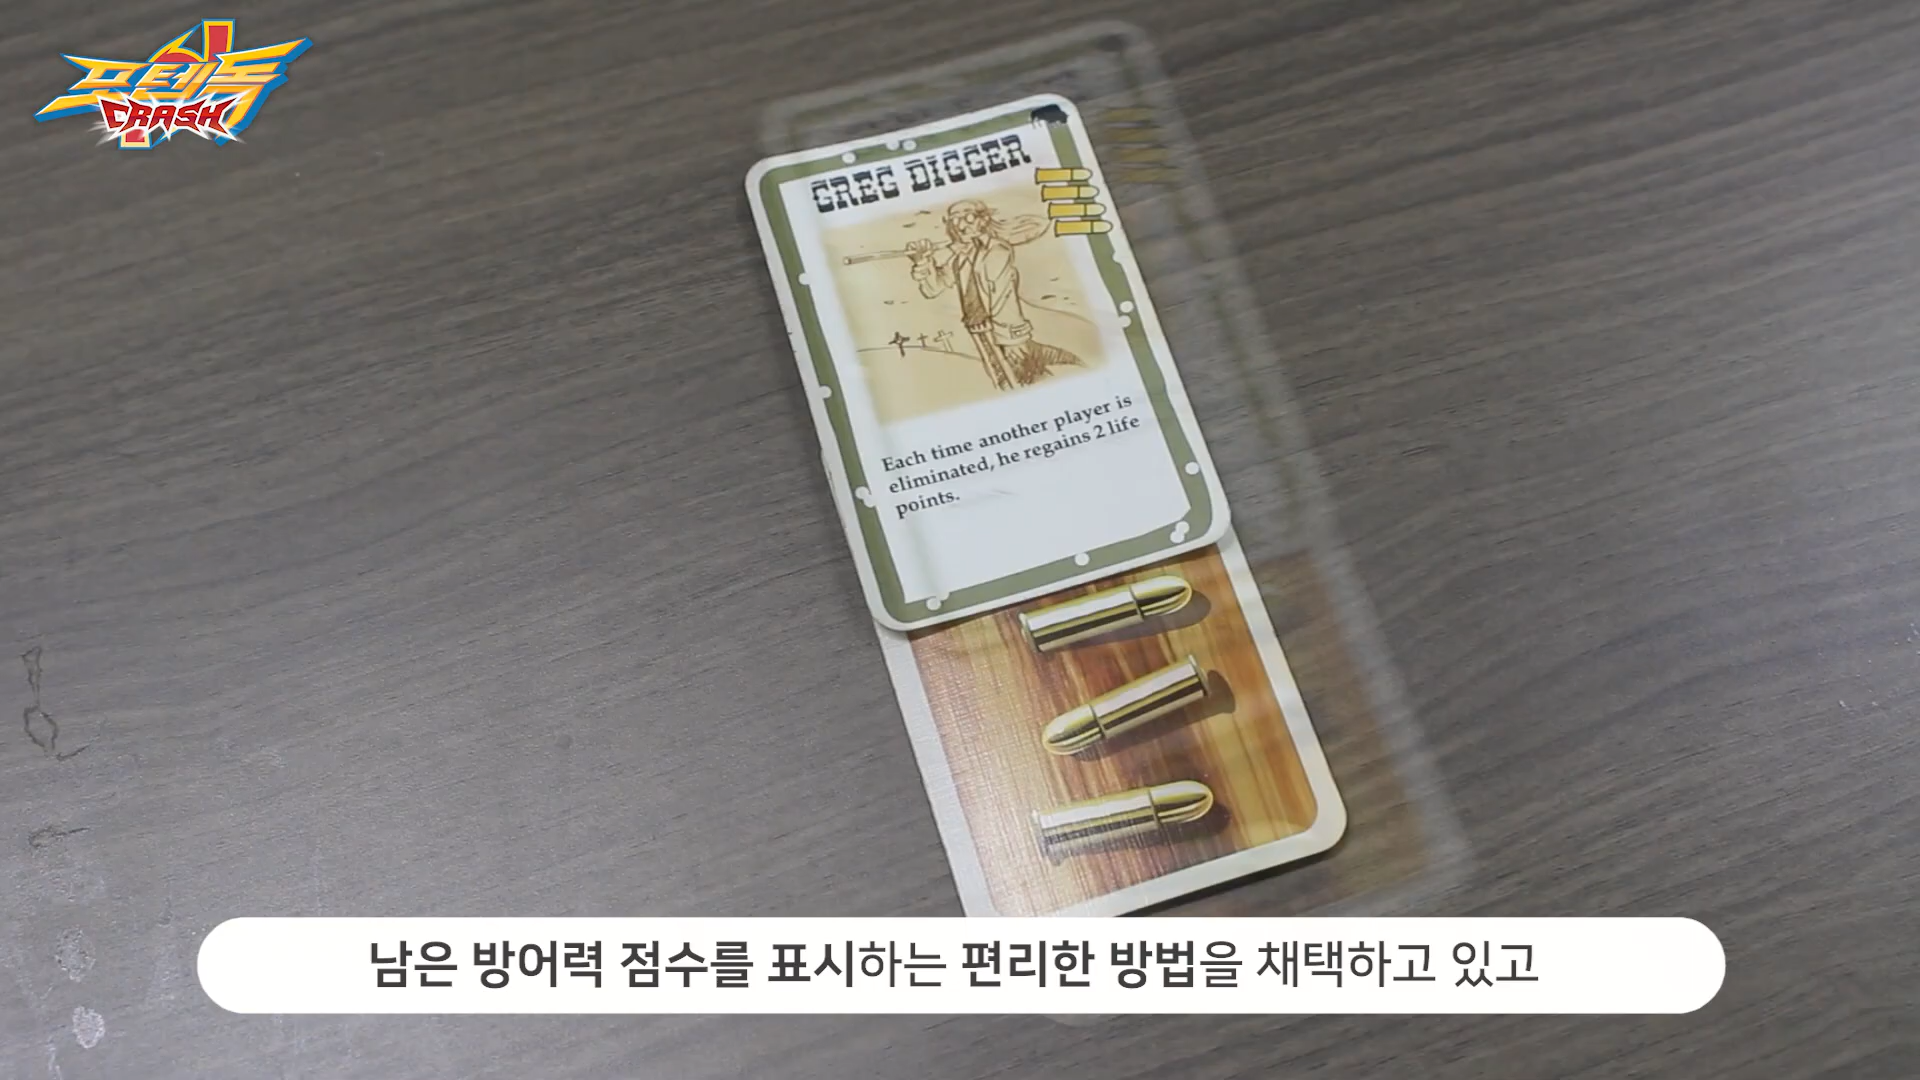 모텐독
CRASH
GREG DIGGER
Each time another player is
eliminated, he regains 2 life
points.
남은 방어력 점수를 표시하는 편리한 방법을 채택하고 있고